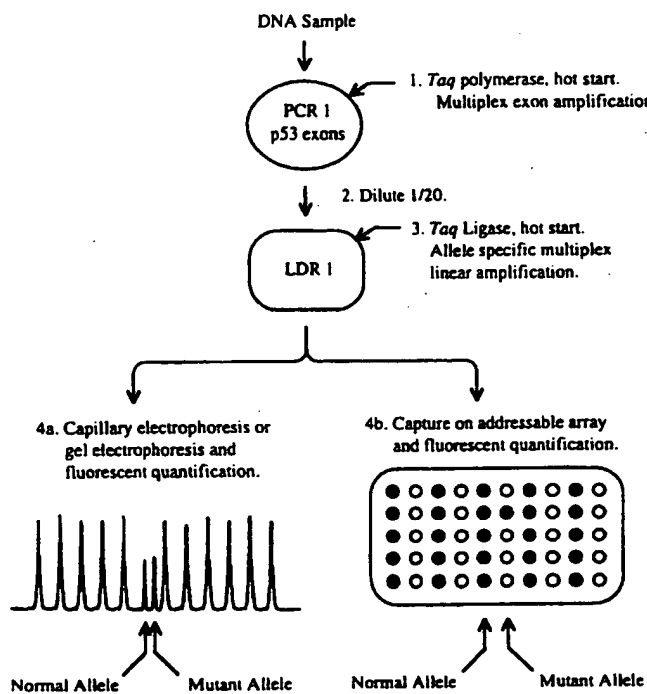 DNA Sample
1. Taq polymerase, hot start.
Multiplex exon amplification
PCR 1
p53 exons
2. Dilute 1/20.
3. Taq Ligase, hot start.
Allele specific multiplex
linear amplification.
LDR 1
4a. Capillary electrophoresis or
gel electrophoresis and
fluorescent quantification.
4b. Capture on addressable array
and fluorescent quantification.
Normal Allele
Mutant Allele
Normal Allele
Mutant Allele